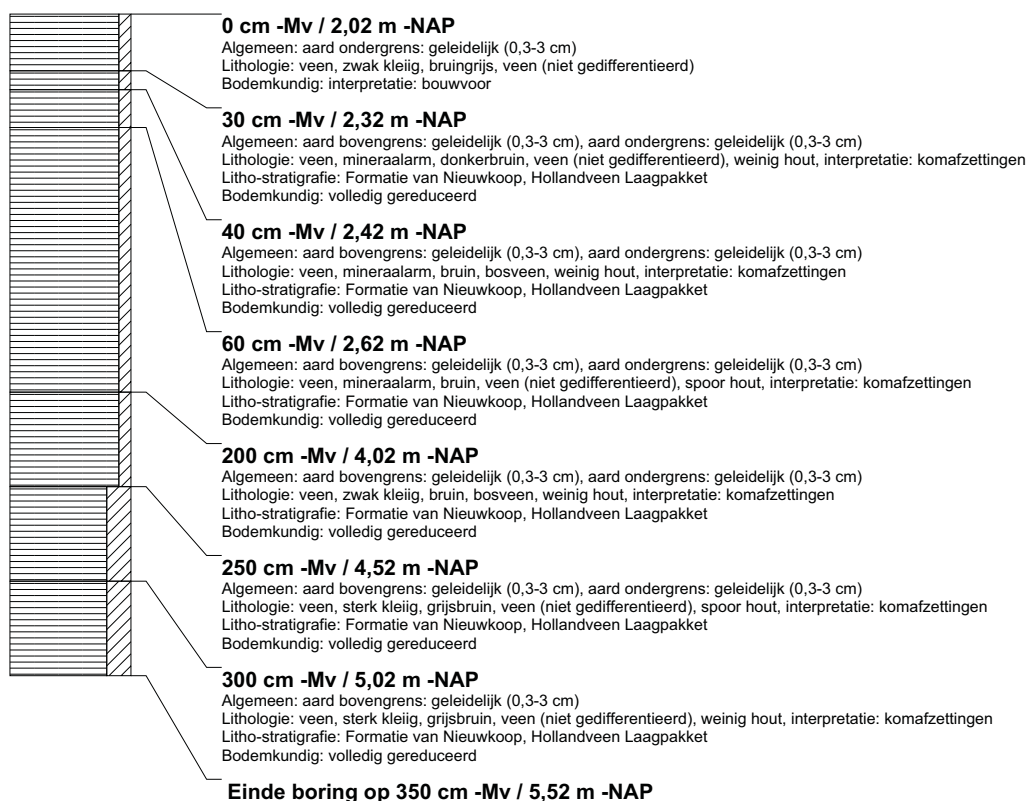 0 cm -Mv / 2,02 m -NAP
Algemeen: aard ondergrens: geleidelijk (0,3-3 cm)
Lithologie: veen, zwak kleiig, bruingrijs, veen (niet gedifferentieerd)
Bodemkundig: interpretatie: bouwvoor
30 cm -Mv / 2,32 m -NAP
Algemeen: aard bovengrens: geleidelijk (0,3-3 cm), aard ondergrens: geleidelijk (0,3-3 cm)
Lithologie: veen, mineraalarm, donkerbruin, veen (niet gedifferentieerd), weinig hout, interpretatie: komafzettingen
Litho-stratigrafie: Formatie van Nieuwkoop, Hollandveen Laagpakket
Bodemkundig: volledig gereduceerd
40 cm -Mv / 2,42 m -NAP
Algemeen: aard bovengrens: geleidelijk (0,3-3 cm), aard ondergrens: geleidelijk (0,3-3 cm)
Lithologie: veen, mineraalarm, bruin, bosveen, weinig hout, interpretatie: komafzettingen
Litho-stratigrafie: Formatie van Nieuwkoop, Hollandveen Laagpakket
Bodemkundig: volledig gereduceerd
60 cm -Mv / 2,62 m -NAP
Algemeen: aard bovengrens: geleidelijk (0,3-3 cm), aard ondergrens: geleidelijk (0,3-3 cm)
Lithologie: veen, mineraalarm, bruin, veen (niet gedifferentieerd), spoor hout, interpretatie: komafzettingen
Litho-stratigrafie: Formatie van Nieuwkoop, Hollandveen Laagpakket
Bodemkundig: volledig gereduceerd
200 cm -Mv / 4,02 m -NAP
Algemeen: aard bovengrens: geleidelijk (0,3-3 cm), aard ondergrens: geleidelijk (0,3-3 cm)
Lithologie: veen, zwak kleiig, bruin, bosveen, weinig hout, interpretatie: komafzettingen
Litho-stratigrafie: Formatie van Nieuwkoop, Hollandveen Laagpakket
Bodemkundig: volledig gereduceerd
250 cm -Mv / 4,52 m -NAP
Algemeen: aard bovengrens: geleidelijk (0,3-3 cm), aard ondergrens: geleidelijk (0,3-3 cm)
Lithologie: veen, sterk kleiig, grijsbruin, veen (niet gedifferentieerd), spoor hout, interpretatie: komafzettingen
Litho-stratigrafie: Formatie van Nieuwkoop, Hollandveen Laagpakket
Bodemkundig: volledig gereduceerd
300 cm -Mv / 5,02 m -NAP
Algemeen: aard bovengrens: geleidelijk (0,3-3 cm)
Lithologie: veen, sterk kleiig, grijsbruin, veen (niet gedifferentieerd), weinig hout, interpretatie: komafzettingen
Litho-stratigrafie: Formatie van Nieuwkoop, Hollandveen Laagpakket
Bodemkundig: volledig gereduceerd
Einde boring op 350 cm -Mv / 5,52 m -NAP